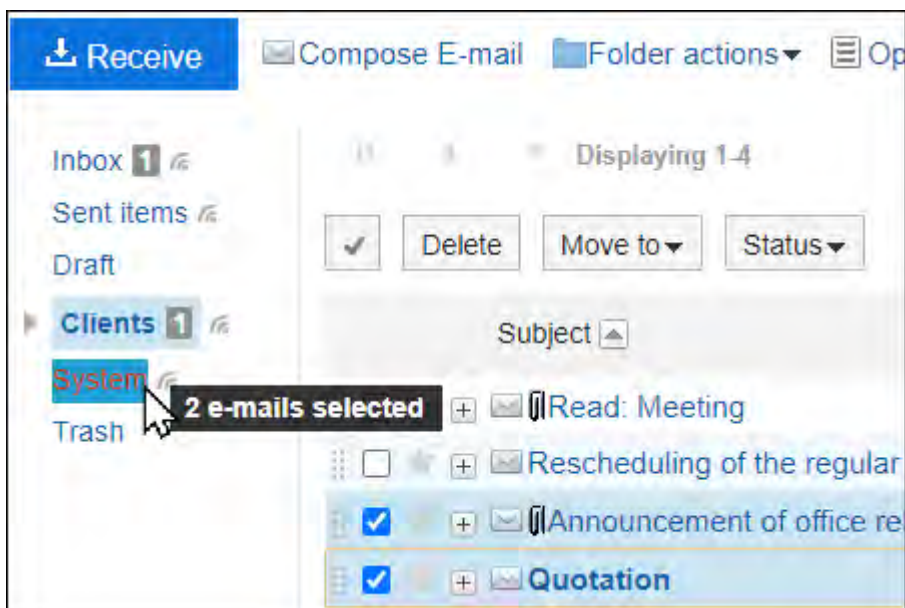 Receive Compose E-mail Folder actions Op
Inbox 1
Displaying 1-4
Sent items
Delete Move to Status
Draft
Clients 1
Subject
System
2 e-mails selected
Read: Meeting
Trash
Rescheduling of the regular
Announcement of office re
Quotation